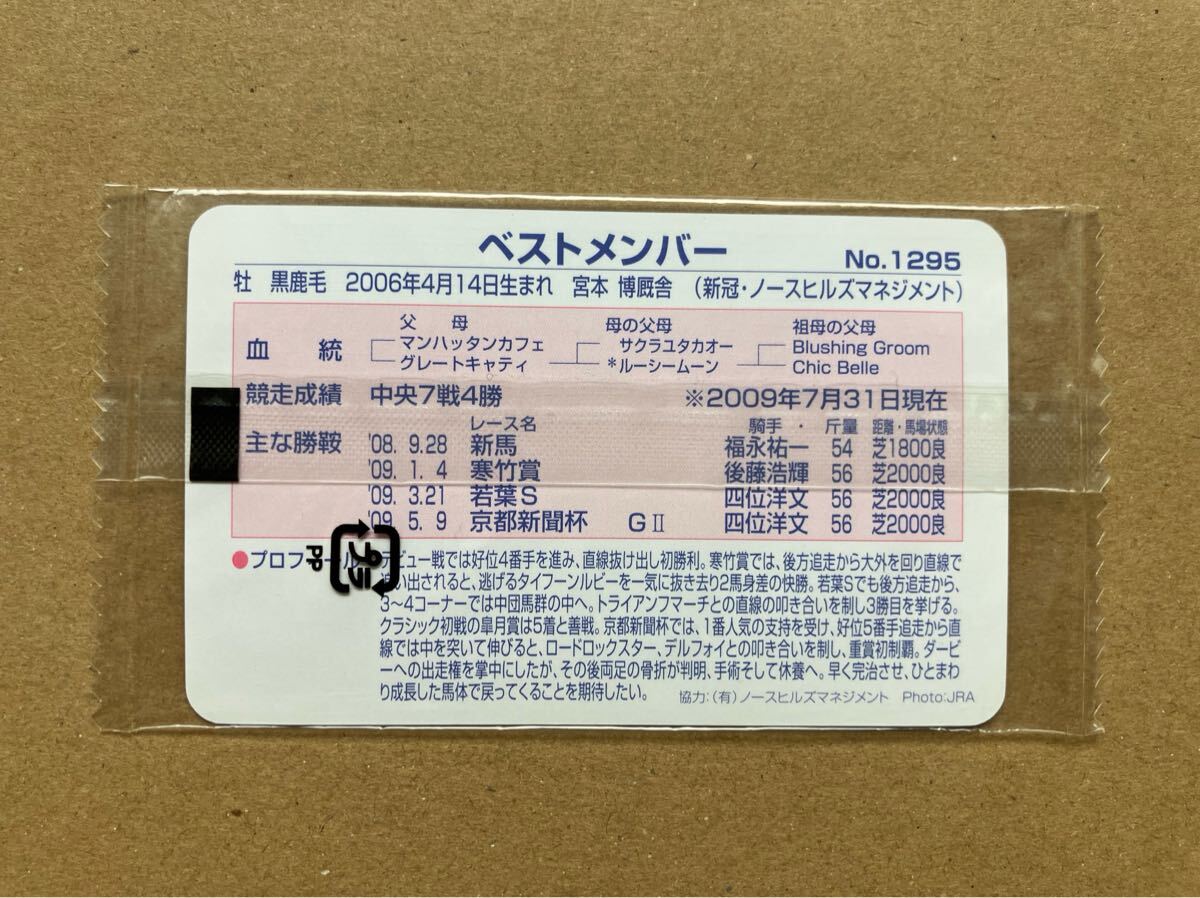 ベストメンバー No.1295
牡 黒鹿毛 2006年4月14日生まれ 宮本 博厩舎 （新冠・ノースヒルズマネジメント）
父 母 母の父母 祖母の父母
血 統 マンハッタンカフェ サクラユタカオー Blushing Groom
グレートキャティ *ルーシームーン Chic Belle
競走成績 中央7戦4勝 ※2009年7月31日現在
レース名 騎手・斤量 距離・馬場状態
主な勝鞍 '08. 9.28 新馬 福永祐一 54 芝1800良
'09. 1. 4 寒竹賞 後藤浩輝 56 芝2000良
'09. 3.21 若葉S 四位洋文 56 芝2000良
'09. 5. 9 京都新聞杯 GⅡ 四位洋文 56 芝2000良
●プロフィール デビュー戦では好位4番手を進み、直線抜け出し初勝利。寒竹賞では、後方追走から大外を回り直線で
追い出されると、逃げるタイフーンルビーを一気に抜き去り2馬身差の快勝。若葉Sでも後方追走から、
3〜4コーナーでは中団馬群の中へ。トライアンフマーチとの直線の叩き合いを制し3勝目を挙げる。
クラシック初戦の皐月賞は5着と善戦。京都新聞杯では、1番人気の支持を受け、好位5番手追走から直
線では中を突いて伸びると、ロードロックスター、デルフォイとの叩き合いを制し、重賞初制覇。ダービ
ーへの出走権を掌中にしたが、その後両足の骨折が判明、手術そして休養へ。早く完治させ、ひとまわ
り成長した馬体で戻ってくることを期待したい。 協力：（有）ノースヒルズマネジメント Photo:JRA
プラ
PP